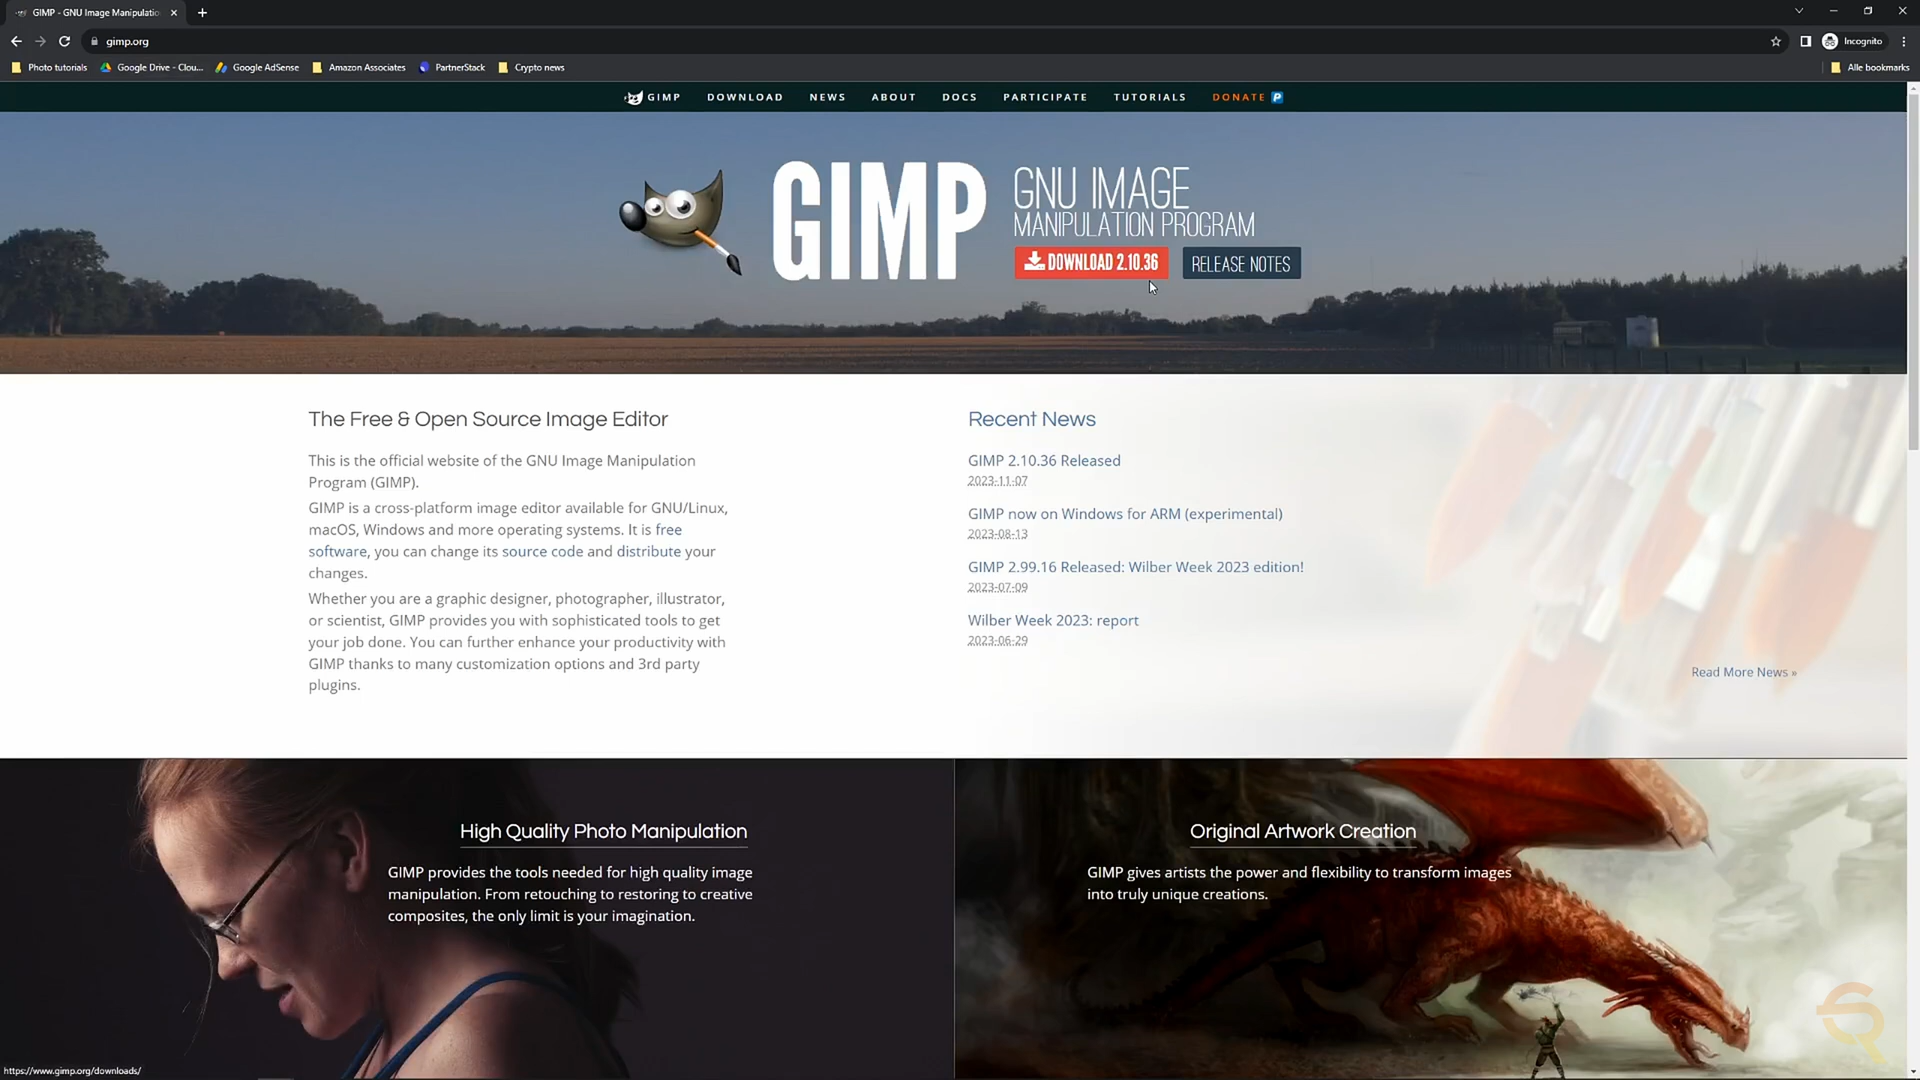 GIMP - GNU Image Manipulatio
gimp.org
Incognito
Photo tutorials
Google Drive - Clou...
Google AdSense
Amazon Associates
PartnerStack
Crypto news
Alle bookmarks
GIMP
DOWNLOAD
NEWS
ABOUT
DOCS
PARTICIPATE
TUTORIALS
DONATE
GIMP
GNU IMAGE
MANIPULATION PROGRAM
DOWNLOAD 2.10.36
RELEASE NOTES
The Free & Open Source Image Editor
This is the official website of the GNU Image Manipulation
Program (GIMP).
GIMP is a cross-platform image editor available for GNU/Linux,
macOS, Windows and more operating systems. It is free
software, you can change its source code and distribute your
changes.
Whether you are a graphic designer, photographer, illustrator,
or scientist, GIMP provides you with sophisticated tools to get
your job done. You can further enhance your productivity with
GIMP thanks to many customization options and 3rd party
plugins.
Recent News
GIMP 2.10.36 Released
2023-11-07
GIMP now on Windows for ARM (experimental)
2023-08-13
GIMP 2.99.16 Released: Wilber Week 2023 edition!
2023-07-09
Wilber Week 2023: report
2023-06-29
Read More News »
High Quality Photo Manipulation
GIMP provides the tools needed for high quality image
manipulation. From retouching to restoring to creative
composites, the only limit is your imagination.
Original Artwork Creation
GIMP gives artists the power and flexibility to transform images
into truly unique creations.
https://www.gimp.org/downloads/